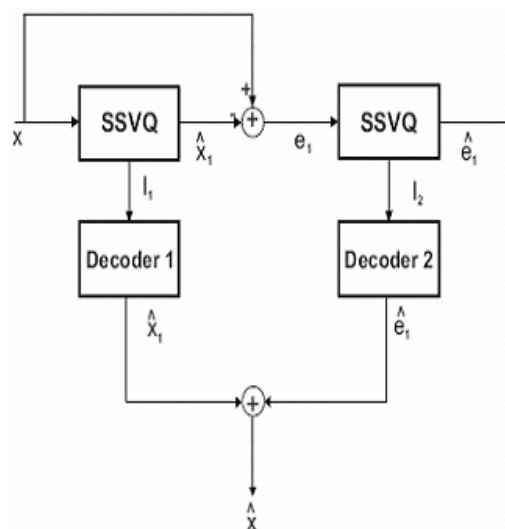 +
SSVQ
-
+
SSVQ
x
x̂₁
e₁
ê₁
I₁
I₂
Decoder 1
Decoder 2
x̂₁
ê₁
+
x̂